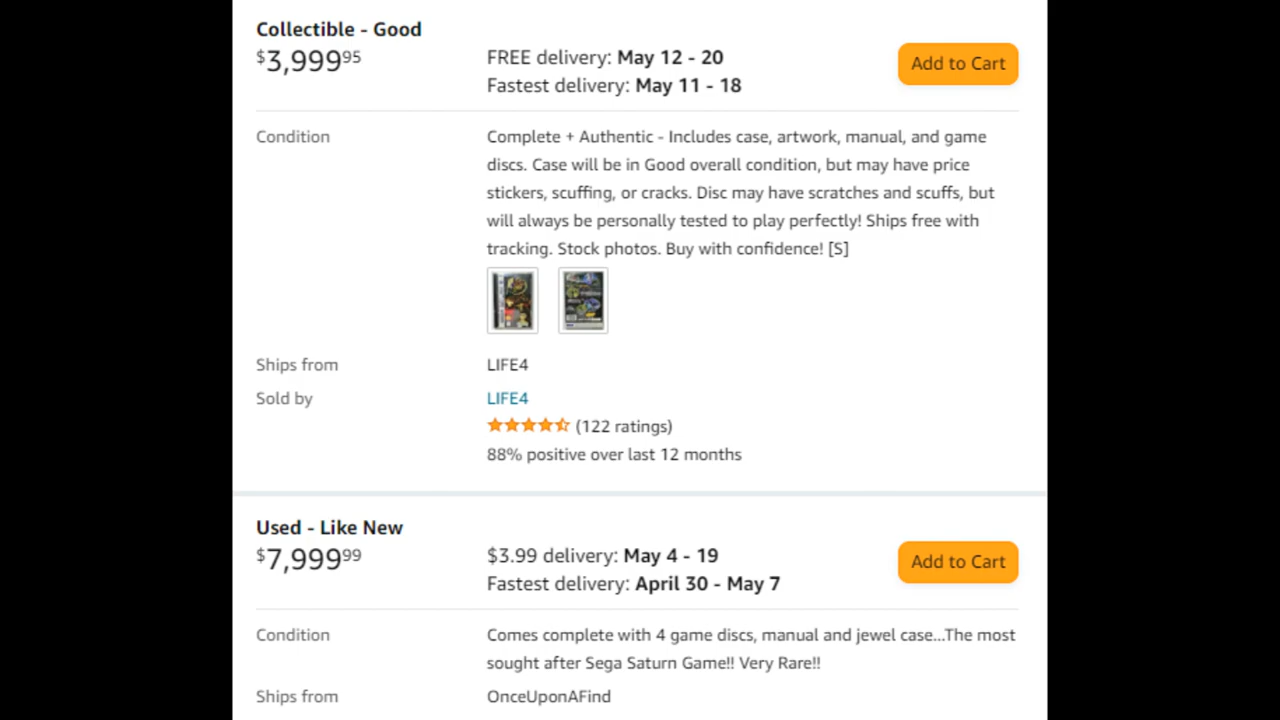 Collectible - Good
$3,99995
FREE delivery: May 12 - 20
Fastest delivery: May 11 - 18
Add to Cart
Condition
Complete + Authentic - Includes case, artwork, manual, and game
discs. Case will be in Good overall condition, but may have price
stickers, scuffing, or cracks. Disc may have scratches and scuffs, but
will always be personally tested to play perfectly! Ships free with
tracking. Stock photos. Buy with confidence! [S]
Ships from
LIFE4
Sold by
LIFE4
(122 ratings)
88% positive over last 12 months
Used - Like New
$7,99999
$3.99 delivery: May 4 - 19
Fastest delivery: April 30 - May 7
Add to Cart
Condition
Comes complete with 4 game discs, manual and jewel case...The most
sought after Sega Saturn Game!! Very Rare!!
Ships from
OnceUponAFind